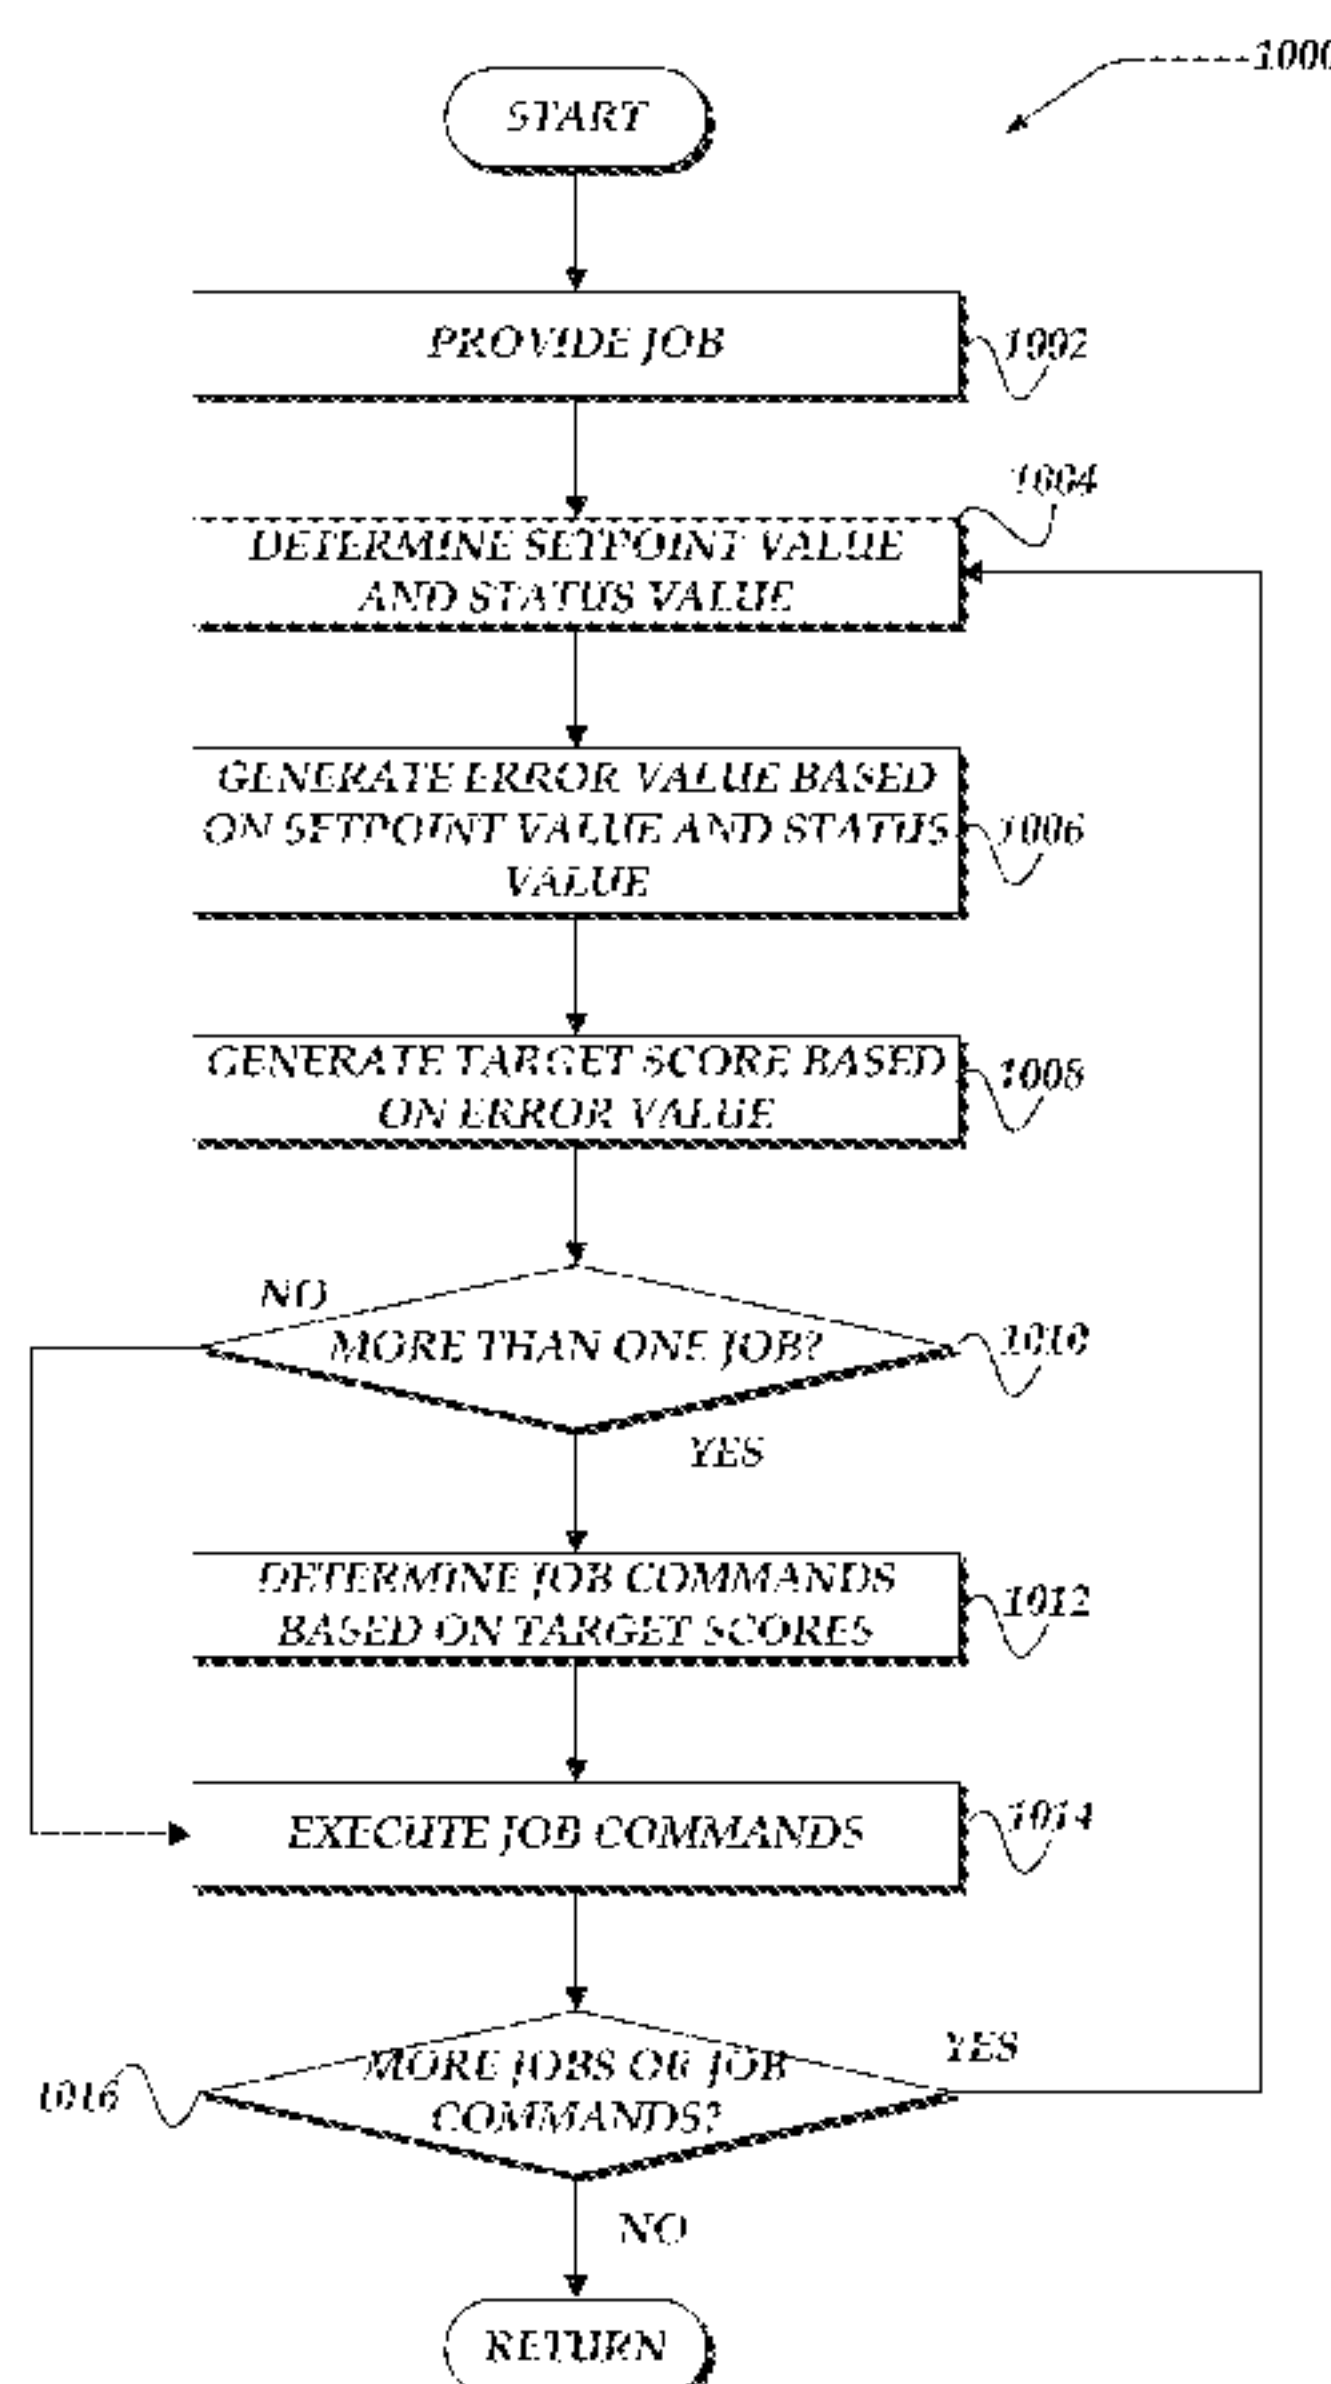 1000
START
PROVIDE JOB
1002
1004
DETERMINE SETPOINT VALUE
AND STATUS VALUE
GENERATE ERROR VALUE BASED
ON SETPOINT VALUE AND STATUS
VALUE
1006
GENERATE TARGET SCORE BASED
ON ERROR VALUE
1008
NO
MORE THAN ONE JOB?
1010
YES
DETERMINE JOB COMMANDS
BASED ON TARGET SCORES
1012
EXECUTE JOB COMMANDS
1014
YES
MORE JOBS OR JOB
COMMANDS?
1016
NO
RETURN